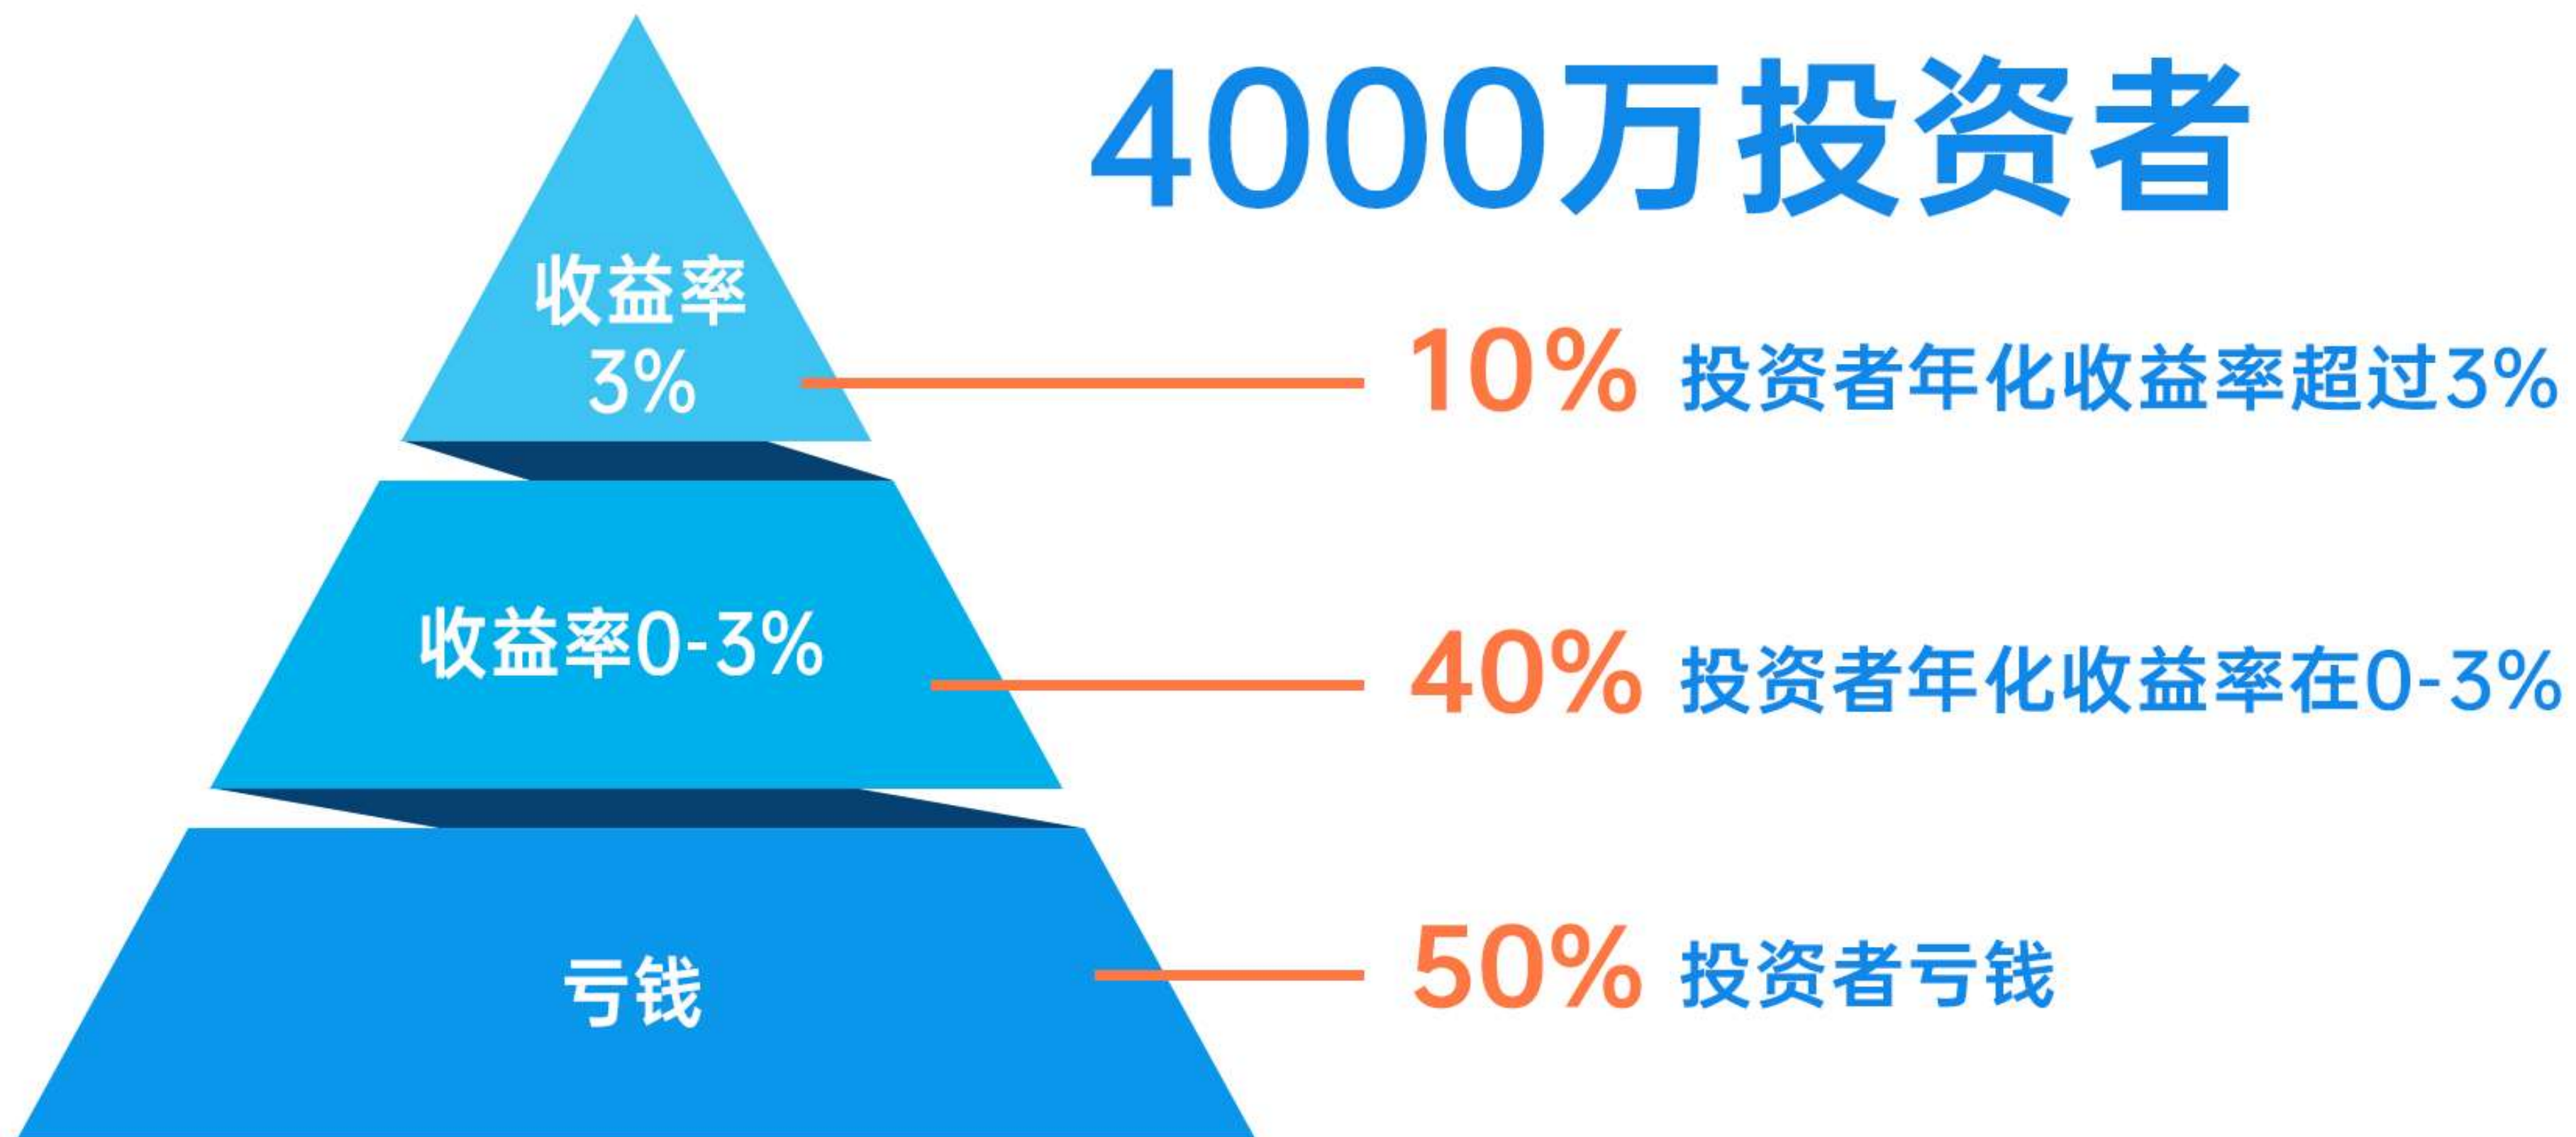 4000万投资者
收益率
3%
10% 投资者年化收益率超过3%
收益率0-3%
40% 投资者年化收益率在0-3%
亏钱
50% 投资者亏钱